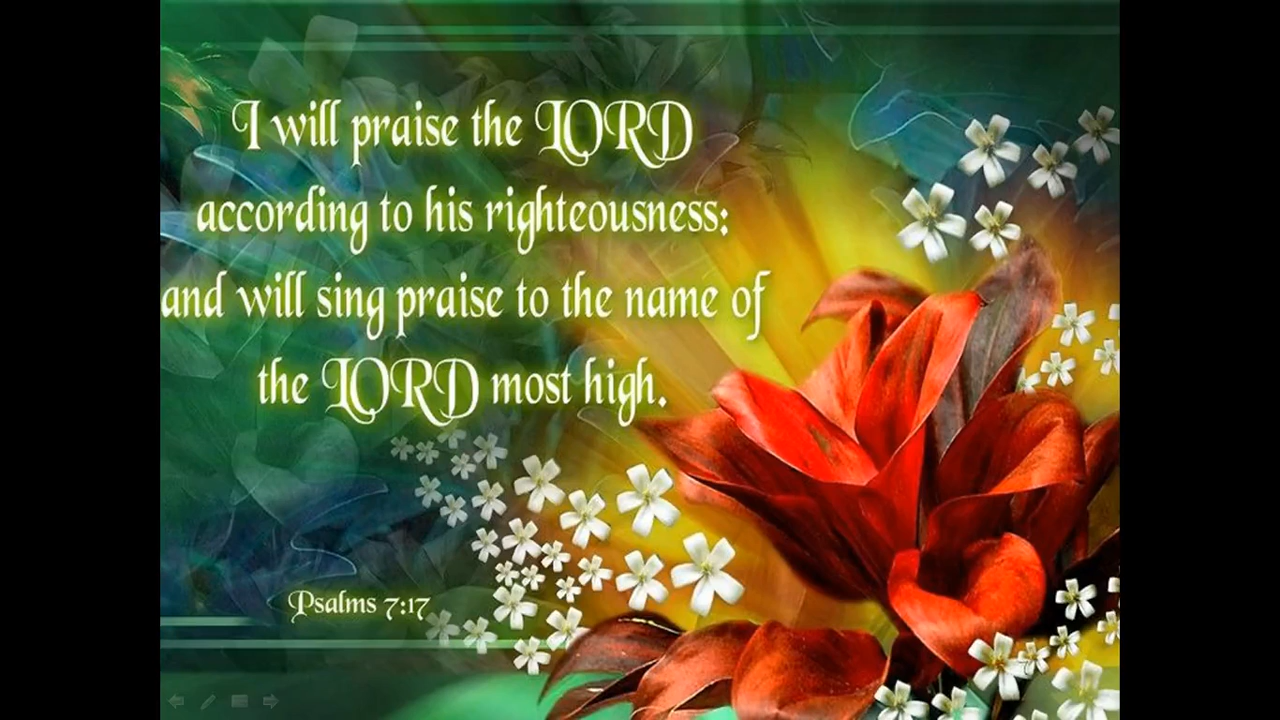 I will praise the LORD
according to his righteousness:
and will sing praise to the name of
the LORD most high.
Psalms 7:17